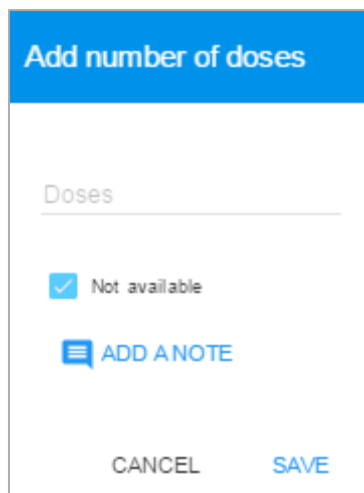 Add number of doses
Doses
Not available
ADD A NOTE
CANCEL SAVE